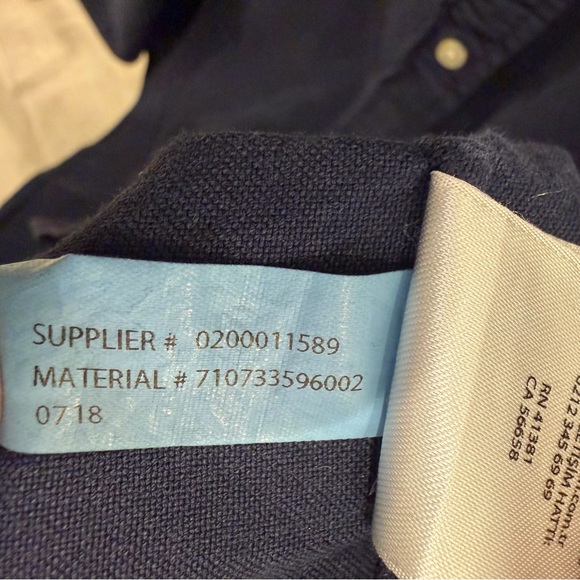 SUPPLIER # 0200011589
MATERIAL # 710733596002
0718
RN 41381
CA 56658